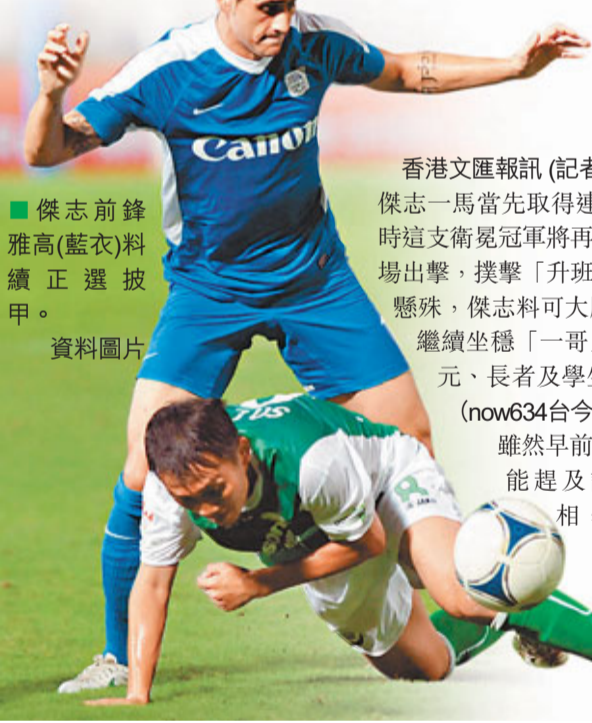 Canon
■傑志前鋒
雅高(藍衣)料
續正選披
甲。
資料圖片
香港文匯報訊 (記者
傑志一馬當先取得連
時這支衛冕冠軍將再
場出擊，撲擊「升班
懸殊，傑志料可大
繼續坐穩「一哥
元、長者及學生
（now634台今
雖然早前
能趕及
相